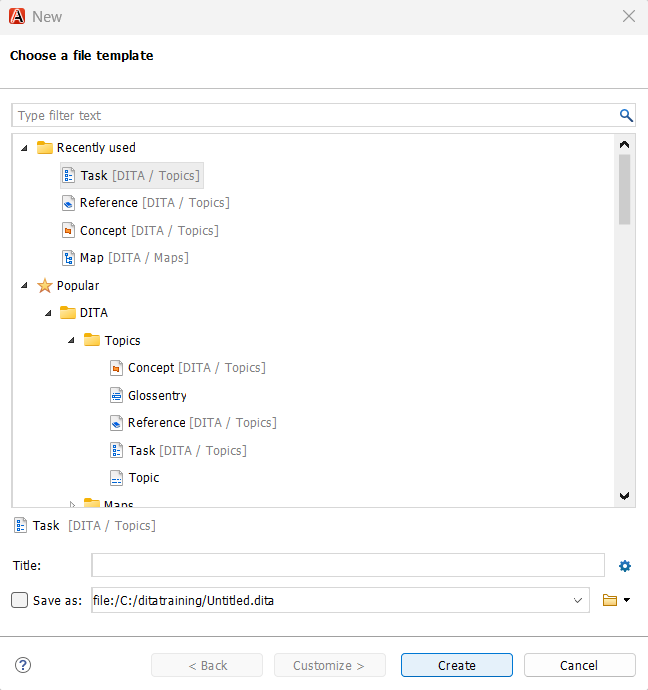 New
Choose a file template
Type filter text
Recently used
Task [DITA / Topics]
Reference [DITA / Topics]
Concept [DITA / Topics]
Map [DITA / Maps]
Popular
DITA
Topics
Concept [DITA / Topics]
Glossentry
Reference [DITA / Topics]
Task [DITA / Topics]
Topic
Maps
Task [DITA / Topics]
Title:
Save as: file:/C:/ditatraining/Untitled.dita
? < Back Customize > Create Cancel